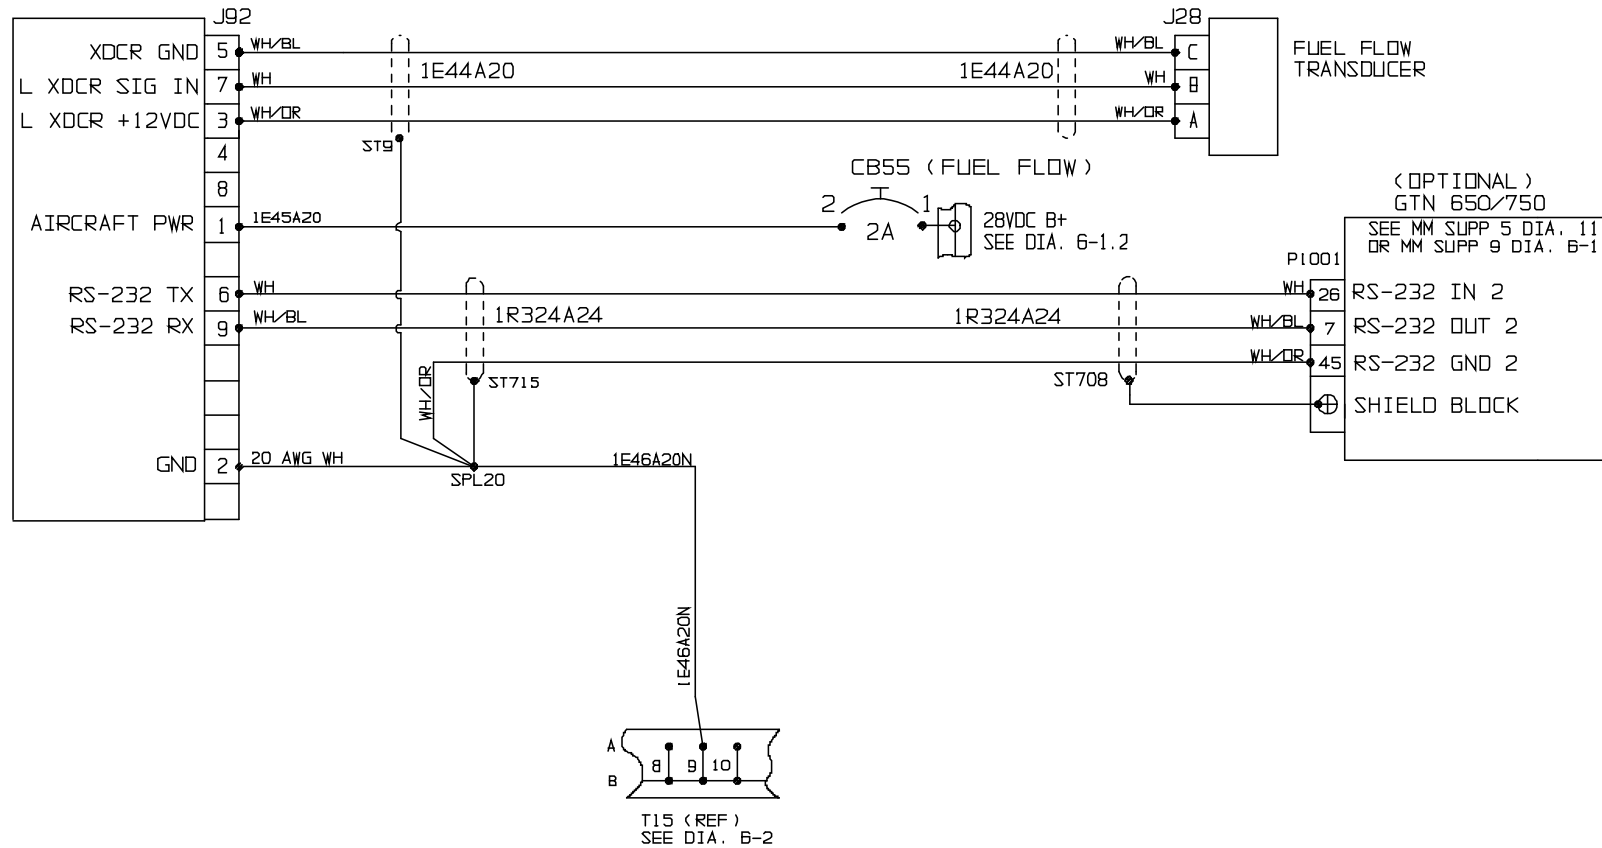 J92
J28
XDCR GND 5 WH/BL
1E44A20
1E44A20
WH/BL C
FUEL FLOW
TRANSDUCER
L XDCR SIG IN 7 WH
WH B
L XDCR +12VDC 3 WH/OR
WH/OR A
ST9
4
8
CB55 (FUEL FLOW)
2
1
2A
28VDC B+
SEE DIA. 6-1.2
AIRCRAFT PWR 1 1E45A20
(OPTIONAL)
GTN 650/750
SEE MM SUPP 5 DIA. 11
OR MM SUPP 9 DIA. 6-1
P1001
RS-232 TX 6 WH
WH 26 RS-232 IN 2
1R324A24
1R324A24
RS-232 RX 9 WH/BL
WH/BL 7 RS-232 OUT 2
WH/OR 45 RS-232 GND 2
WH/OR
ST715
ST708
SHIELD BLOCK
GND 2 20 AWG WH
SPL20
1E46A20N
1E46A20N
A
8 9 10
B
T15 (REF)
SEE DIA. 6-2